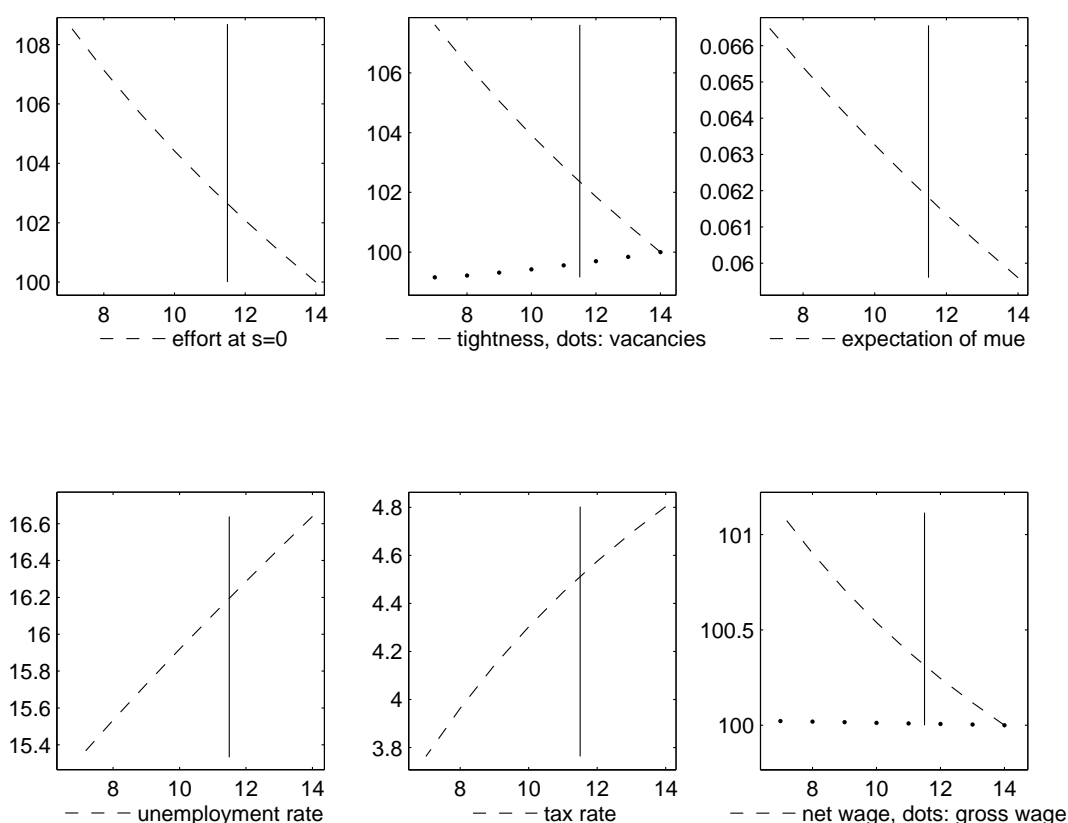 108
106
104
102
100
8 10 12 14
effort at s=0
106
104
102
100
8 10 12 14
tightness, dots: vacancies
0.066
0.065
0.064
0.063
0.062
0.061
0.06
8 10 12 14
expectation of mue
16.6
16.4
16.2
16
15.8
15.6
15.4
8 10 12 14
unemployment rate
4.8
4.6
4.4
4.2
4
3.8
8 10 12 14
tax rate
101
100.5
100
8 10 12 14
net wage, dots: gross wage